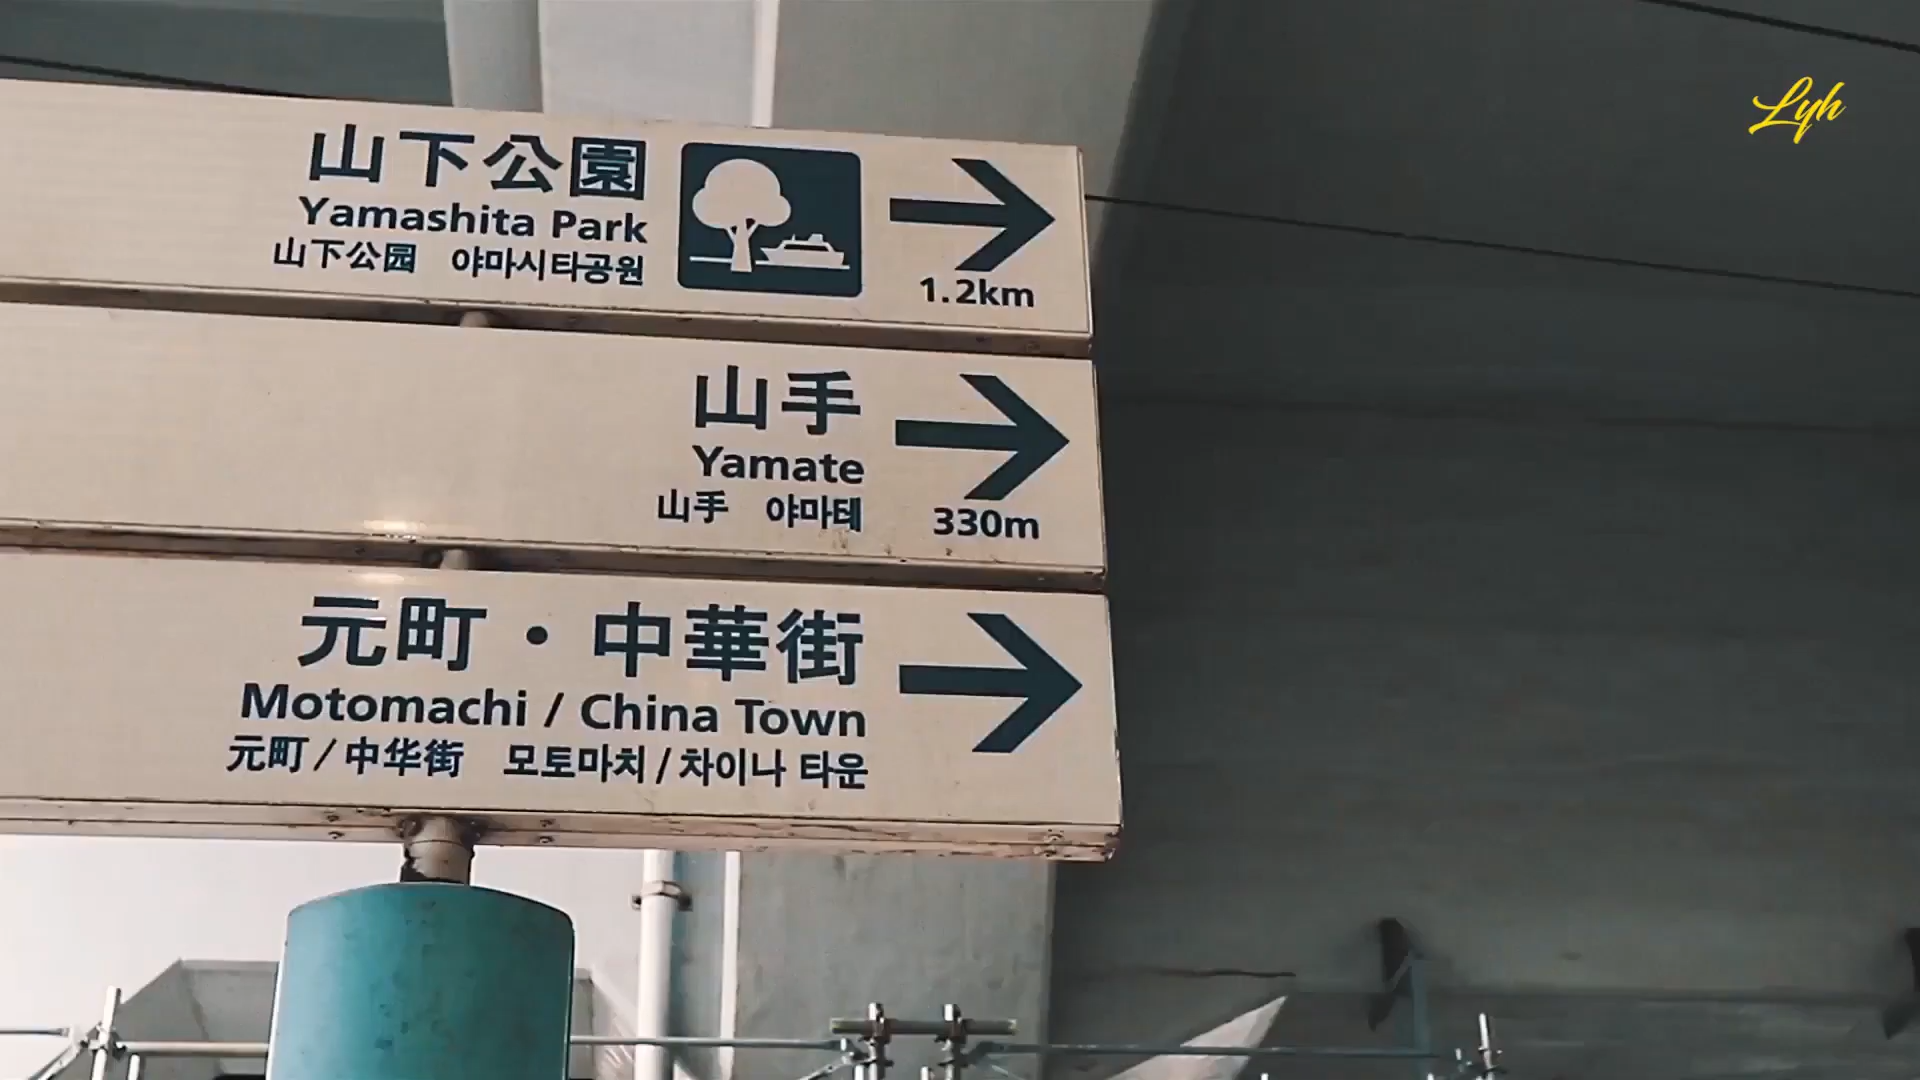 山下公園
Yamashita Park
山下公园 야마시타공원
1.2km
山手
Yamate
山手 야마테
330m
元町・中華街
Motomachi / China Town
元町/中华街 모토마치/차이나 타운
Lyh